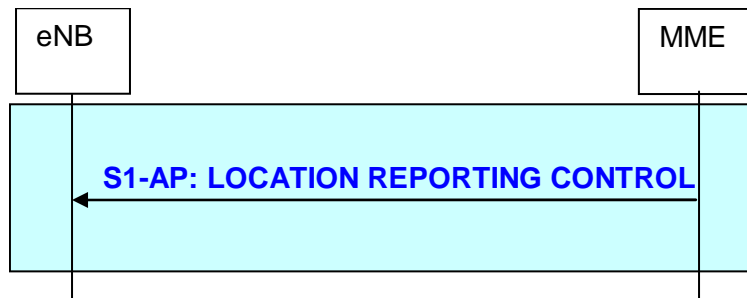 eNB
MME
S1-AP: LOCATION REPORTING CONTROL